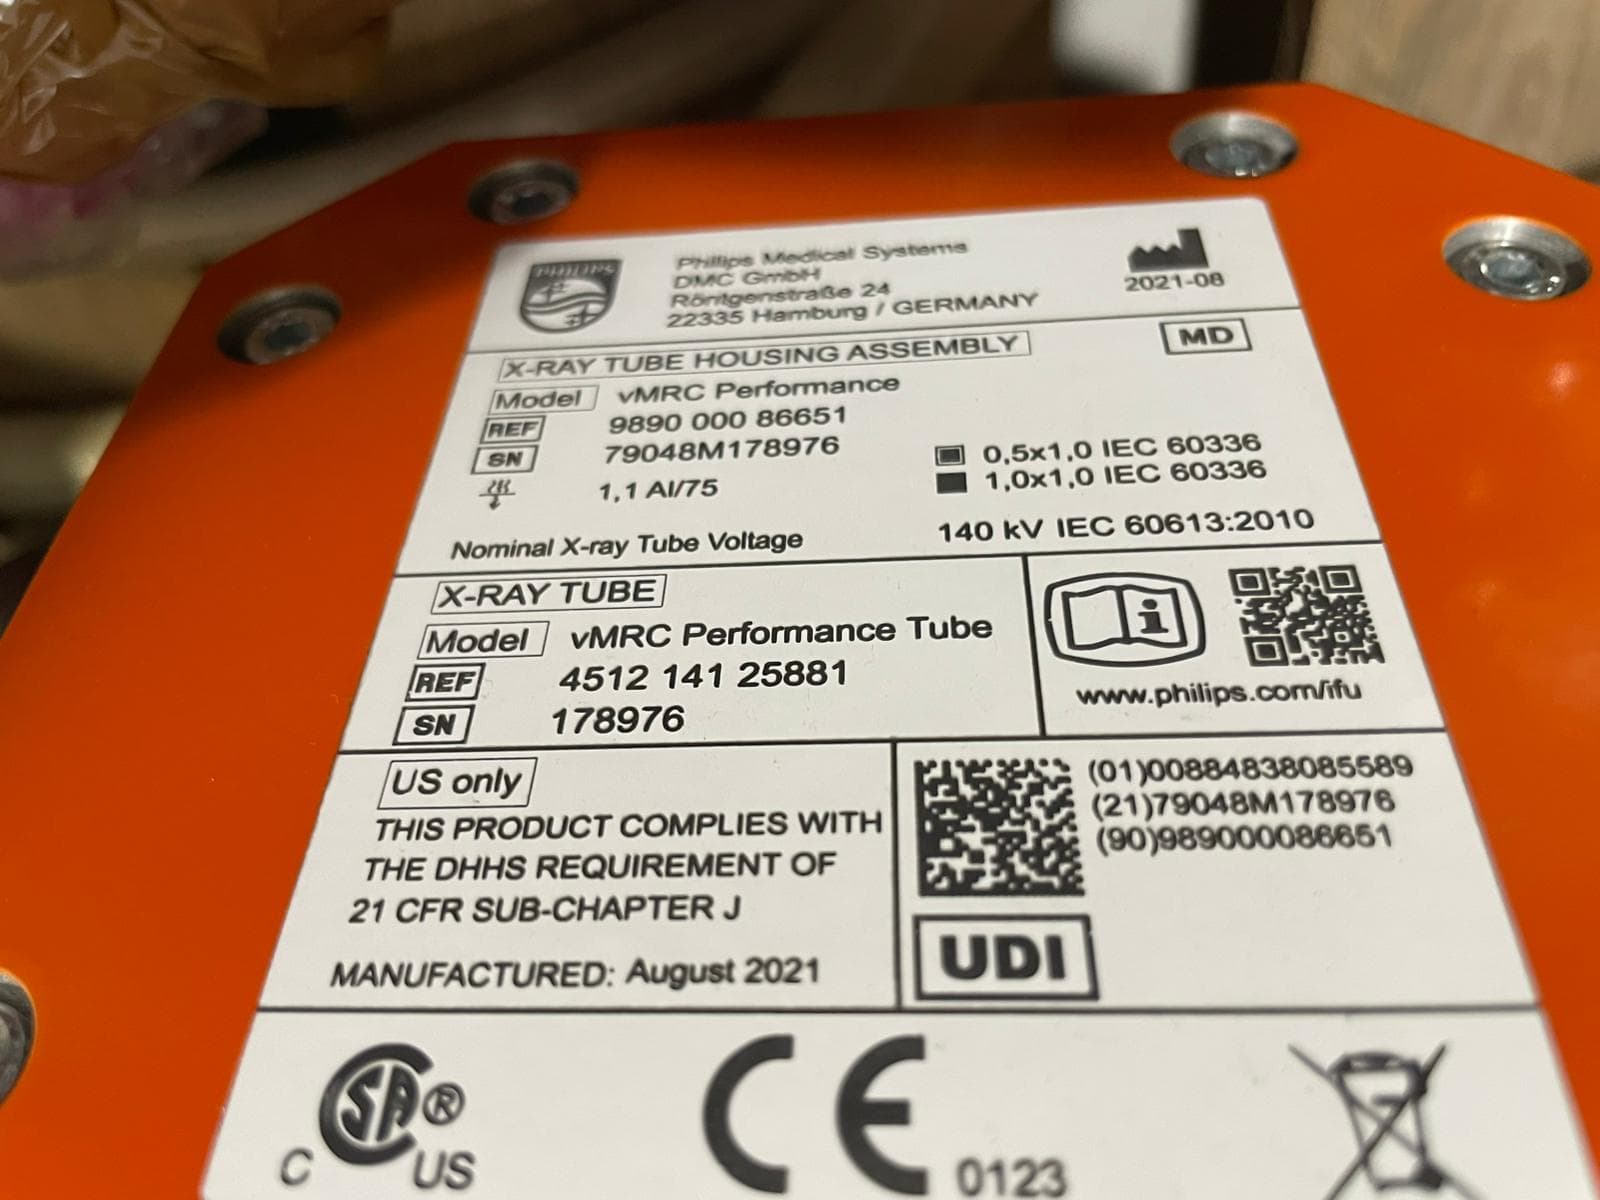 PHILIPS
Philips Medical Systems
DMC GmbH
Röntgenstraße 24
22335 Hamburg / GERMANY
2021-08
X-RAY TUBE HOUSING ASSEMBLY
MD
Model vMRC Performance
REF 9890 000 86651
SN 79048M178976
0,5x1,0 IEC 60336
1,1 Al/75
1,0x1,0 IEC 60336
Nominal X-ray Tube Voltage 140 kV IEC 60613:2010
X-RAY TUBE
Model vMRC Performance Tube
REF 4512 141 25881
SN 178976
i
www.philips.com/ifu
US only
THIS PRODUCT COMPLIES WITH
THE DHHS REQUIREMENT OF
21 CFR SUB-CHAPTER J
MANUFACTURED: August 2021
(01)00884838085589
(21)79048M178976
(90)989000086651
UDI
C SA® US
CE 0123